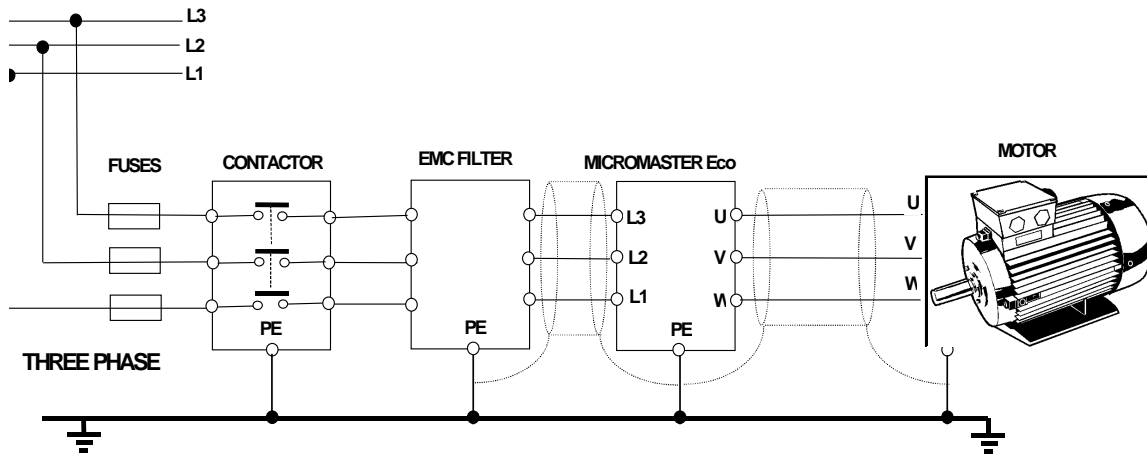 L3
L2
L1
FUSES
CONTACTOR
EMC FILTER
MICROMASTER Eco
MOTOR
L3
U
U
L2
V
V
L1
W
W
PE
PE
PE
THREE PHASE